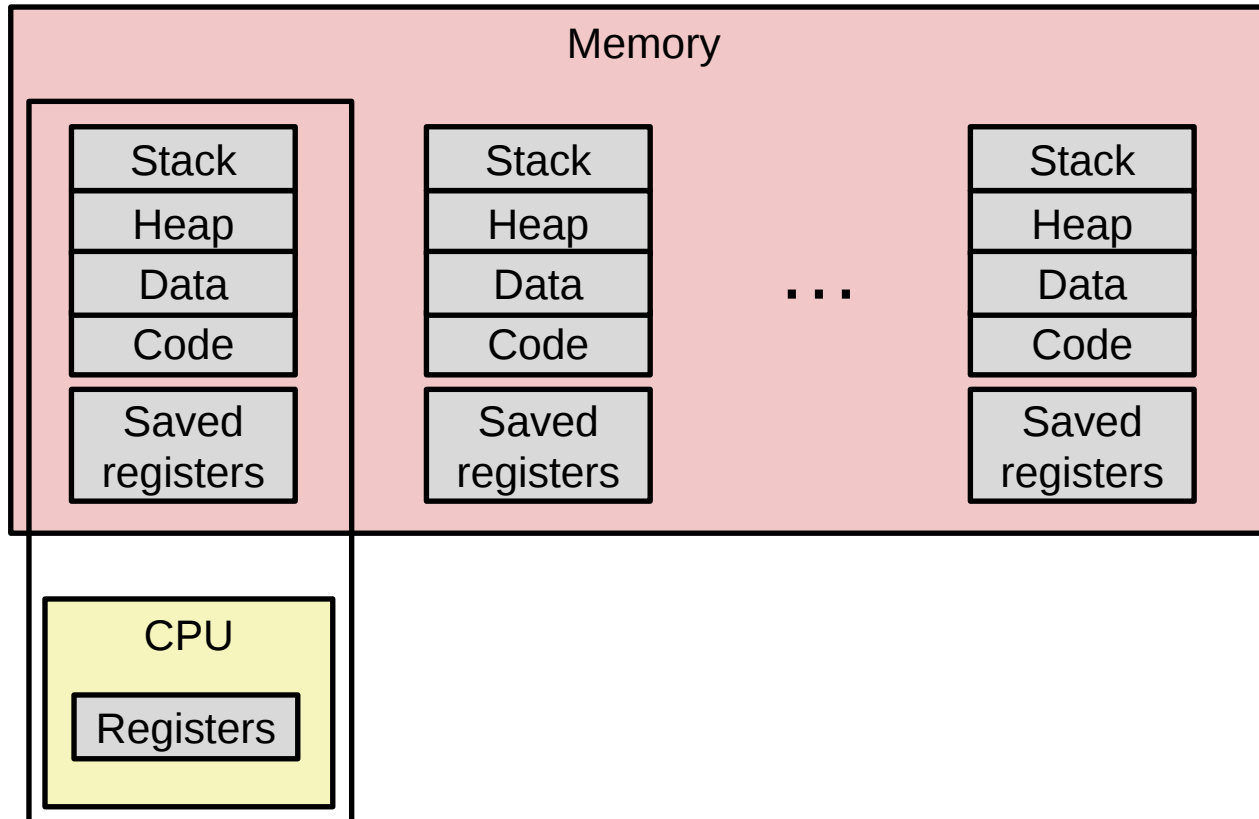 Memory
Stack
Heap
Data
Code
Saved
registers
Stack
Heap
Data
Code
Saved
registers
...
Stack
Heap
Data
Code
Saved
registers
CPU
Registers